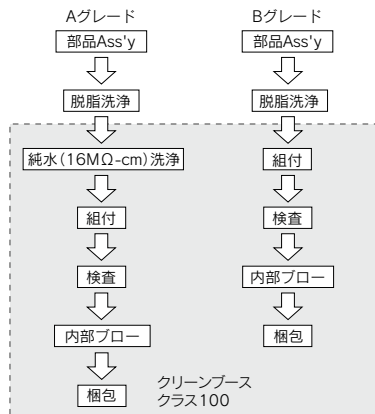 Aグレード
部品Ass'y
脱脂洗浄
純水(16MΩ-cm)洗浄
組付
検査
内部ブロー
梱包
Bグレード
部品Ass'y
脱脂洗浄
組付
検査
内部ブロー
梱包
クリーンブース
クラス100